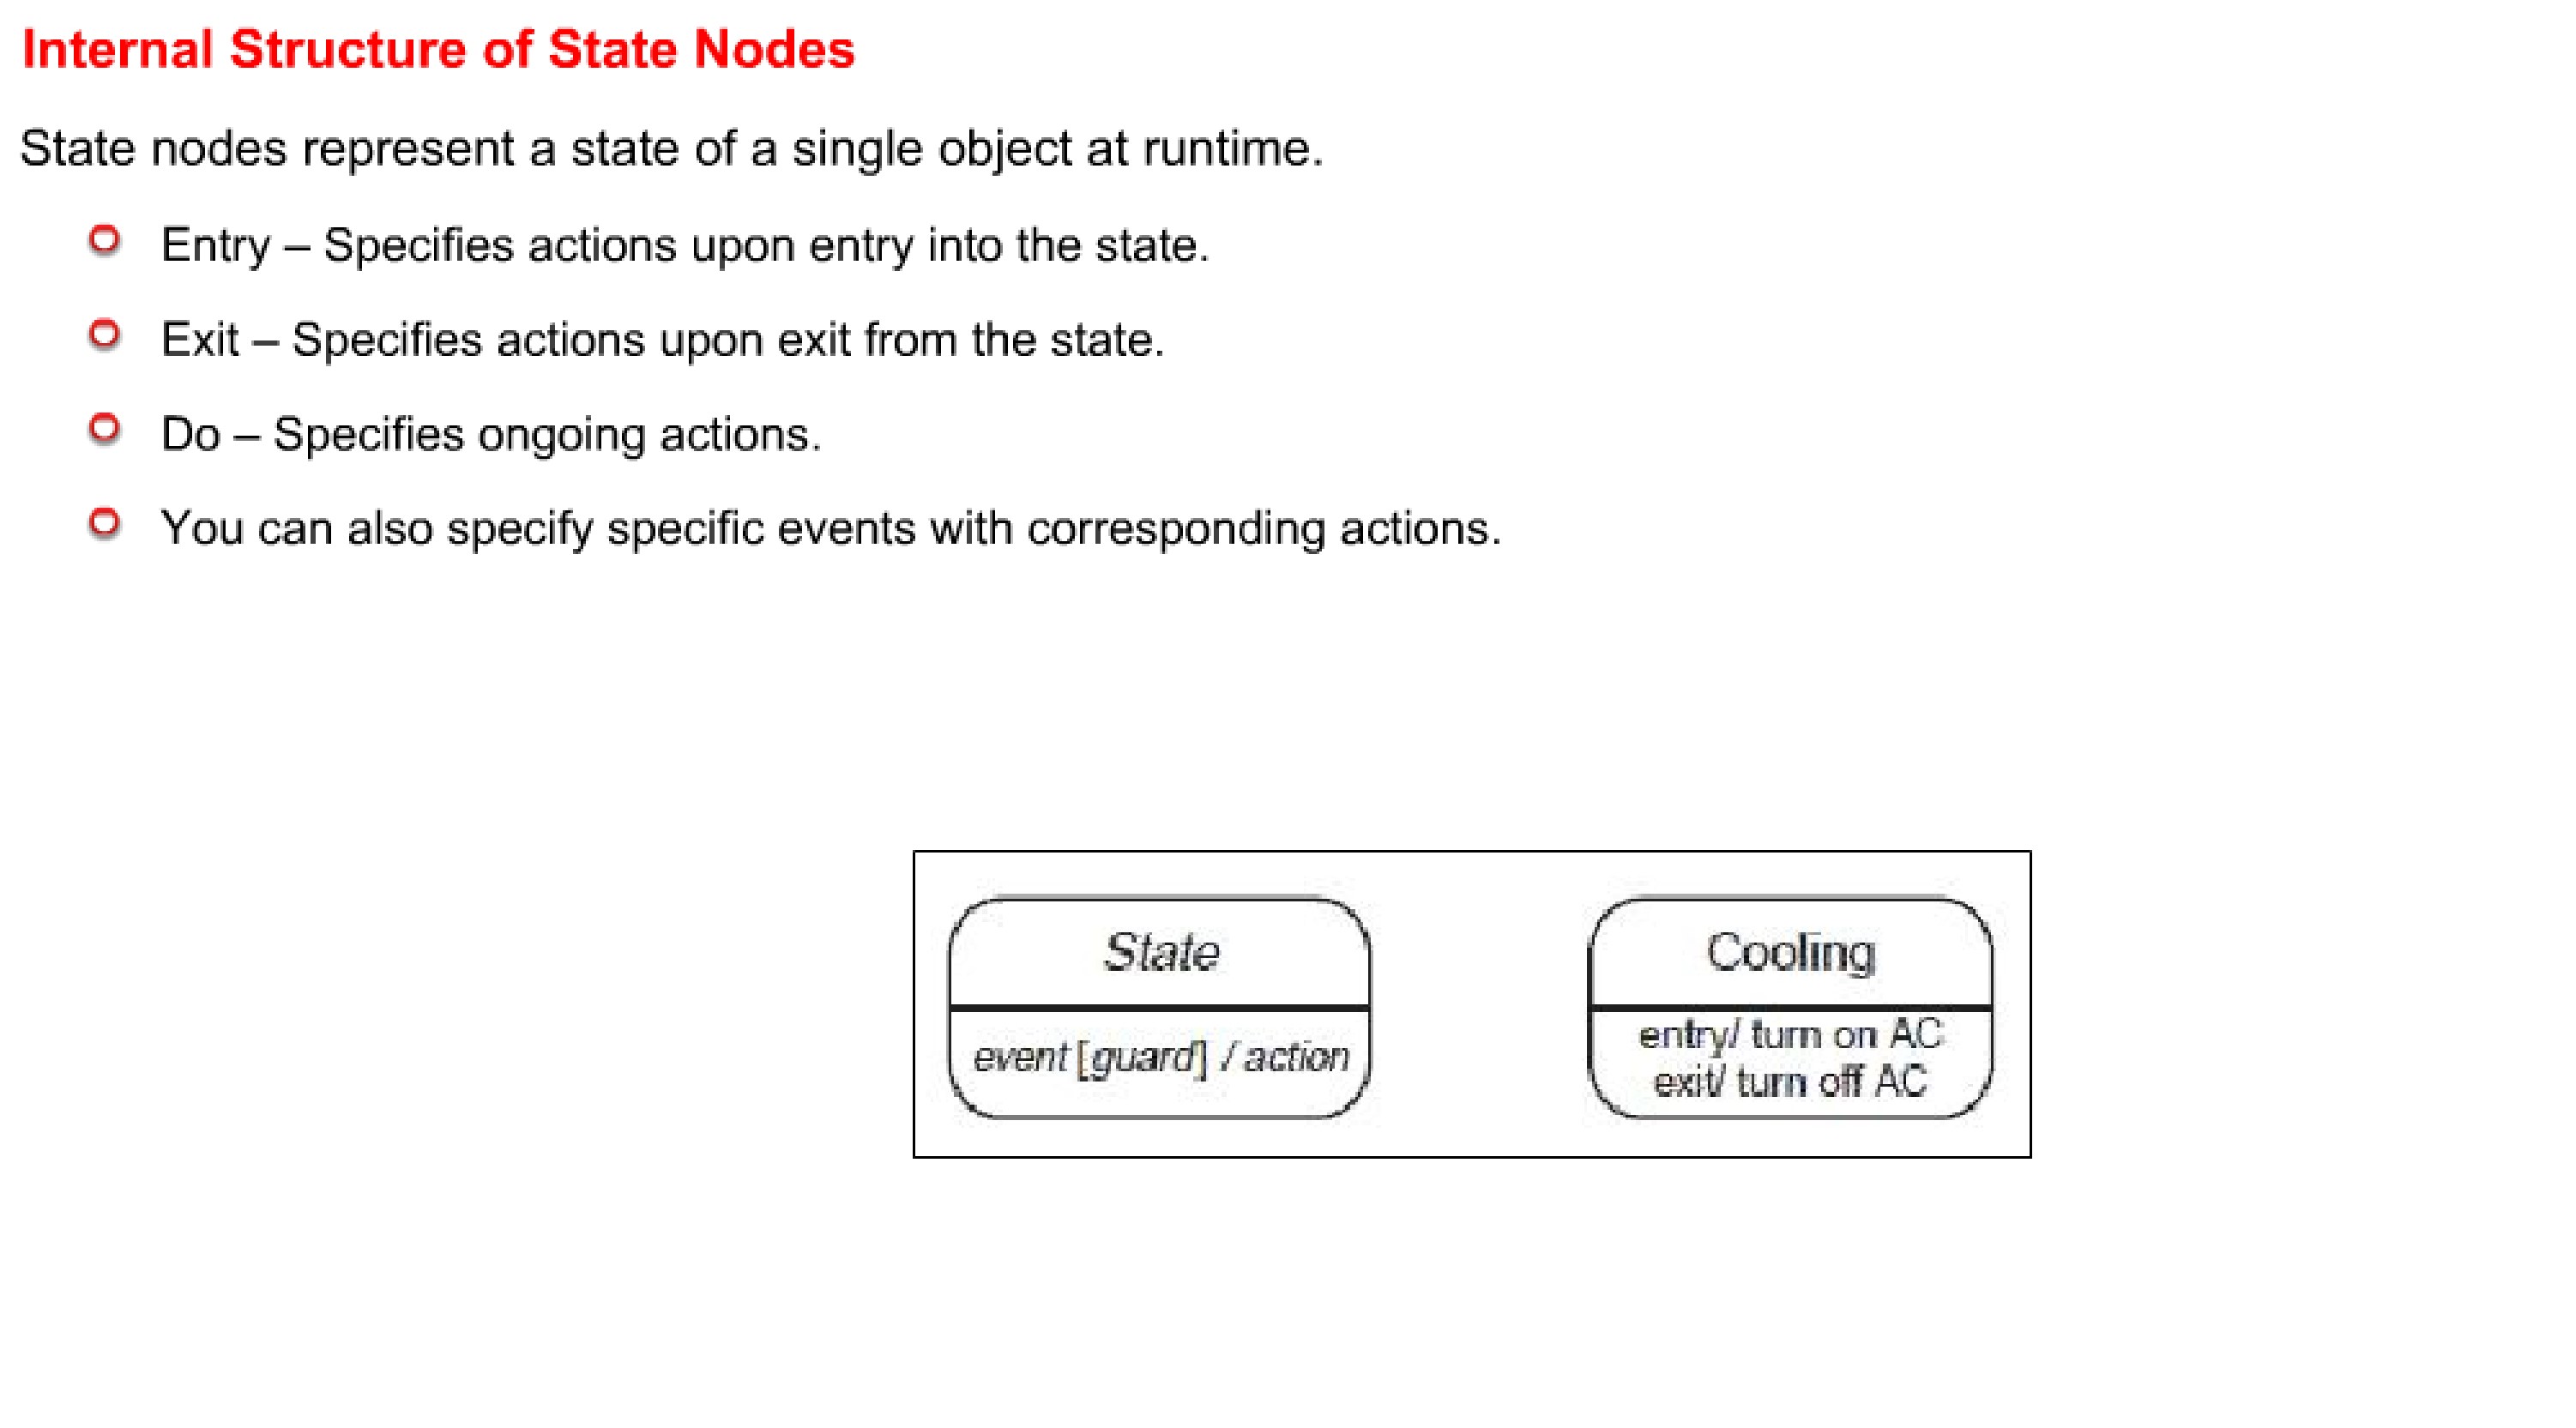 Internal Structure of State Nodes
State nodes represent a state of a single object at runtime.
Entry – Specifies actions upon entry into the state.
Exit – Specifies actions upon exit from the state.
Do – Specifies ongoing actions.
You can also specify specific events with corresponding actions.
State
event [guard] / action
Cooling
entry/ turn on AC
exit/ turn off AC